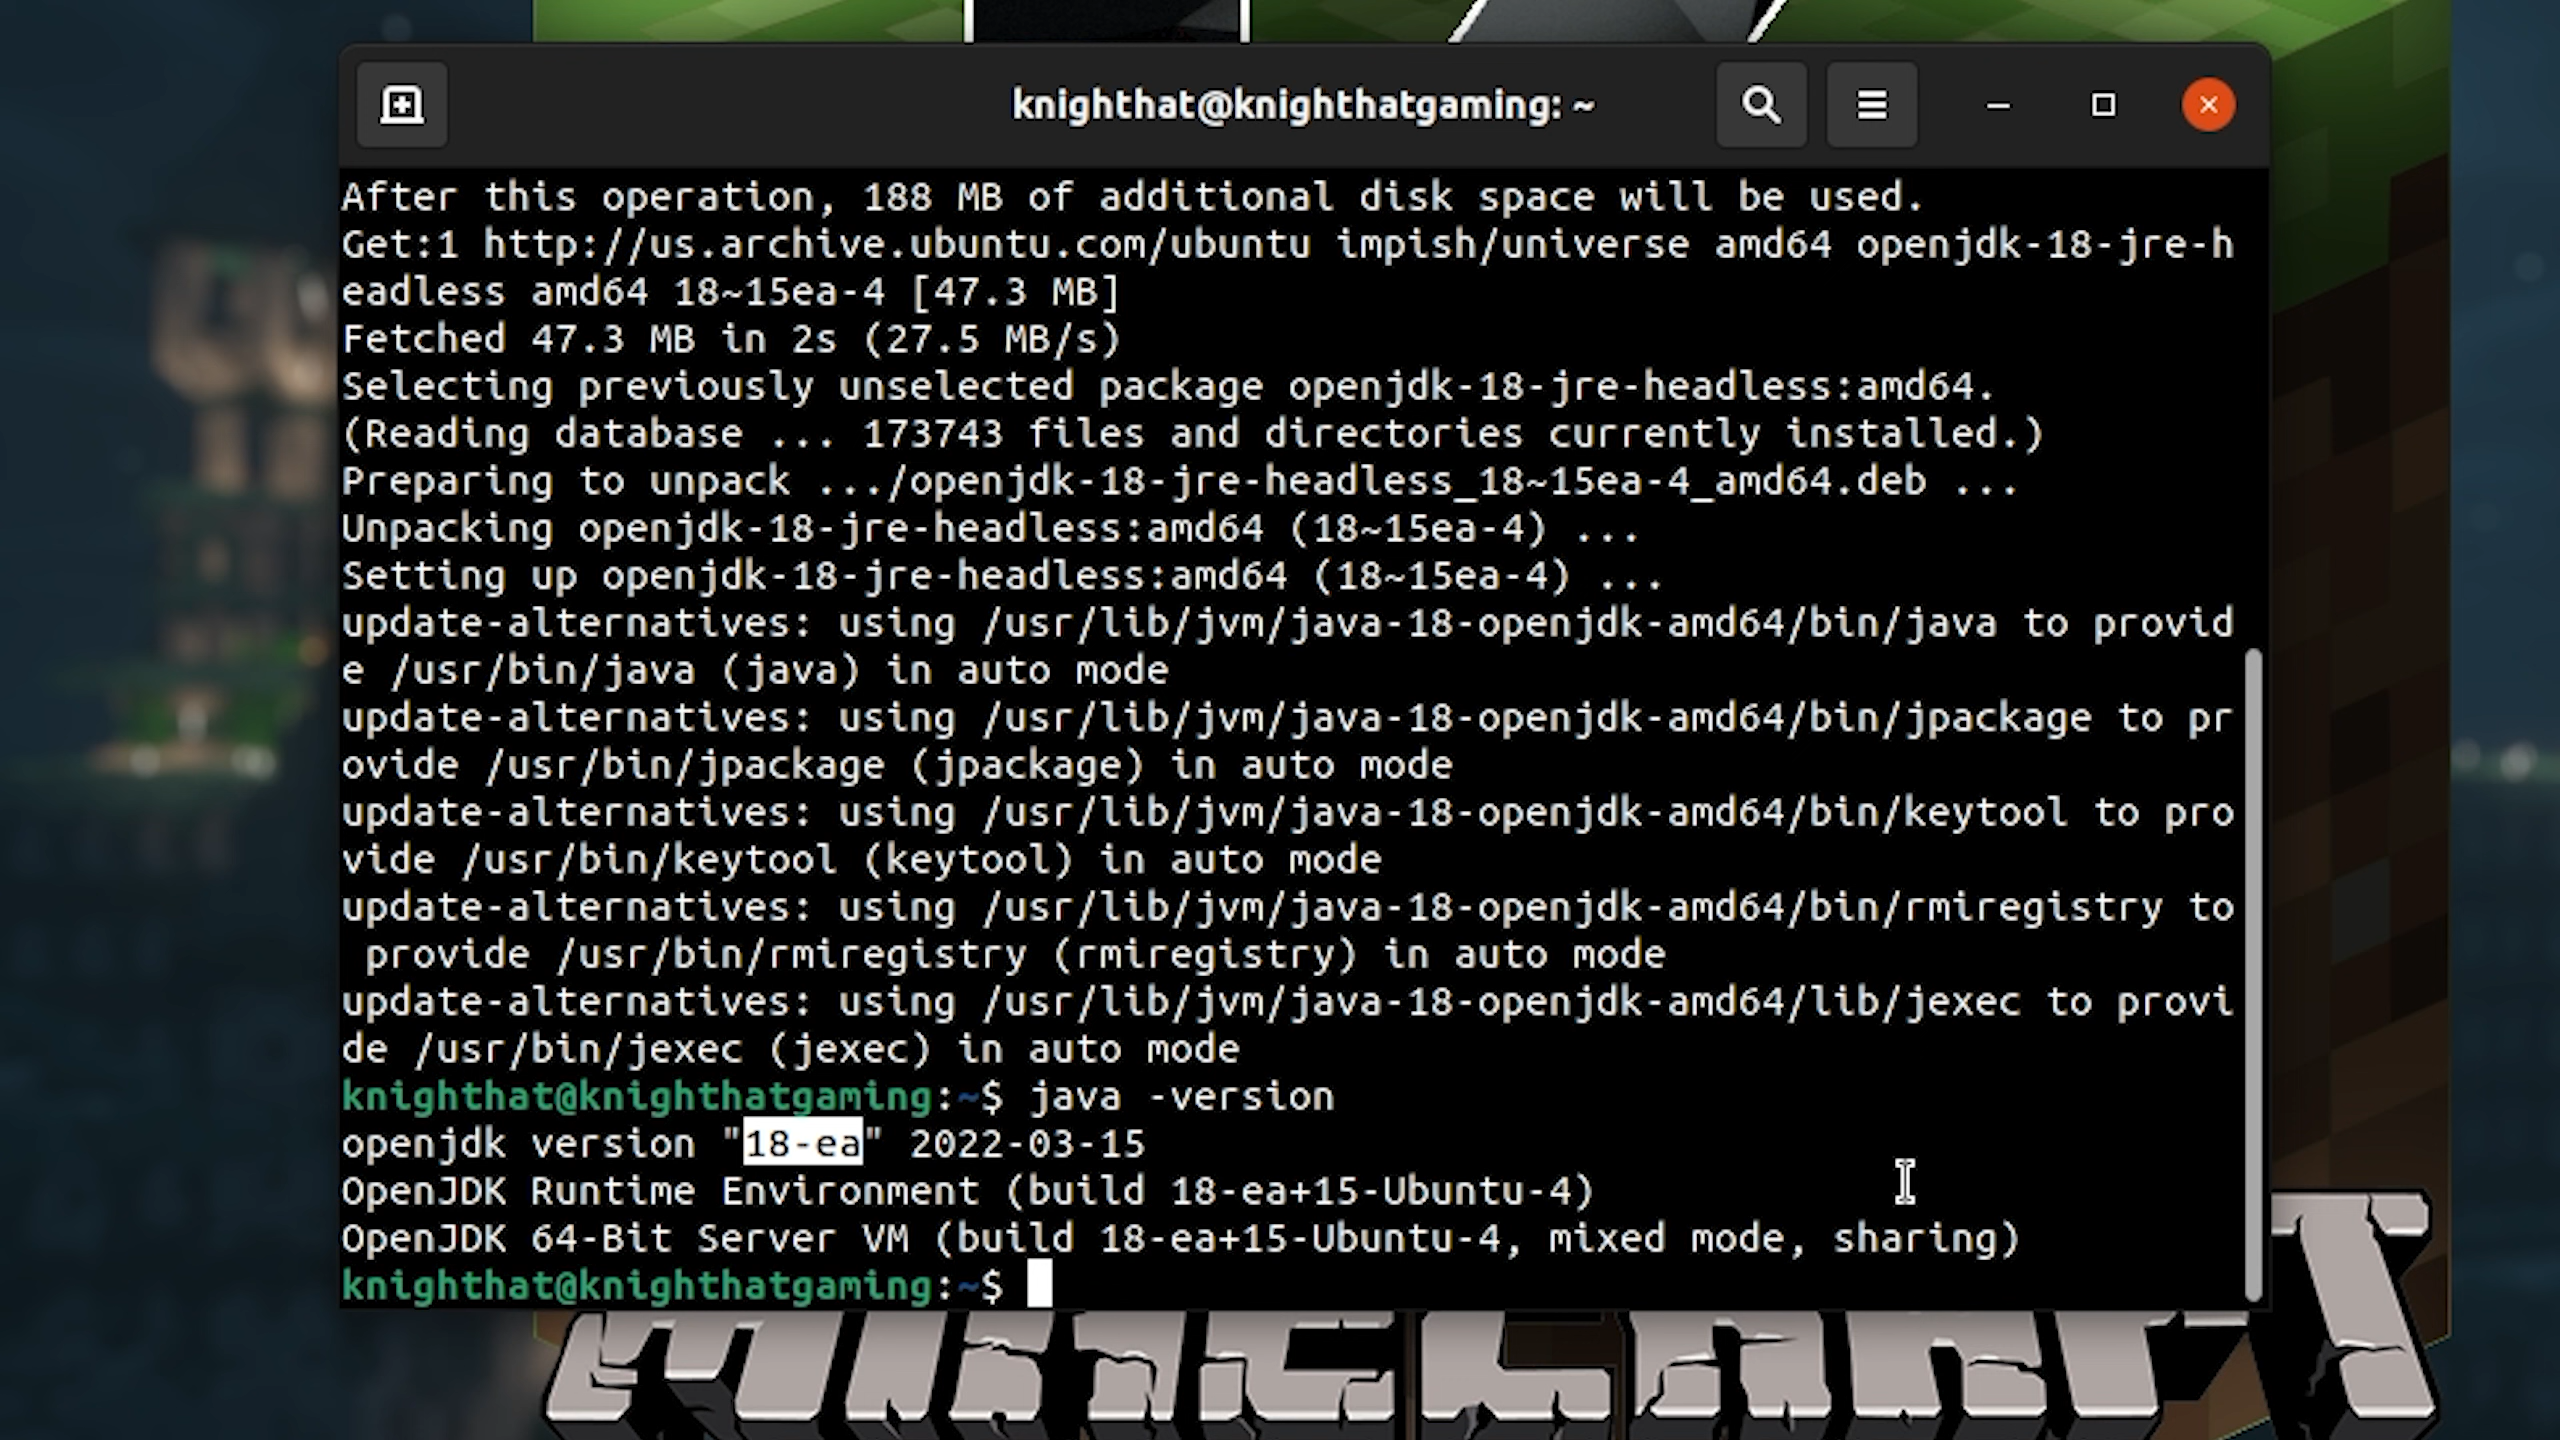 knighthat@knighthatgaming: ~
After this operation, 188 MB of additional disk space will be used.
Get:1 http://us.archive.ubuntu.com/ubuntu impish/universe amd64 openjdk-18-jre-h
eadless amd64 18~15ea-4 [47.3 MB]
Fetched 47.3 MB in 2s (27.5 MB/s)
Selecting previously unselected package openjdk-18-jre-headless:amd64.
(Reading database ... 173743 files and directories currently installed.)
Preparing to unpack .../openjdk-18-jre-headless_18~15ea-4_amd64.deb ...
Unpacking openjdk-18-jre-headless:amd64 (18~15ea-4) ...
Setting up openjdk-18-jre-headless:amd64 (18~15ea-4) ...
update-alternatives: using /usr/lib/jvm/java-18-openjdk-amd64/bin/java to provid
e /usr/bin/java (java) in auto mode
update-alternatives: using /usr/lib/jvm/java-18-openjdk-amd64/bin/jpackage to pr
ovide /usr/bin/jpackage (jpackage) in auto mode
update-alternatives: using /usr/lib/jvm/java-18-openjdk-amd64/bin/keytool to pro
vide /usr/bin/keytool (keytool) in auto mode
update-alternatives: using /usr/lib/jvm/java-18-openjdk-amd64/bin/rmiregistry to
 provide /usr/bin/rmiregistry (rmiregistry) in auto mode
update-alternatives: using /usr/lib/jvm/java-18-openjdk-amd64/lib/jexec to provi
de /usr/bin/jexec (jexec) in auto mode
knighthat@knighthatgaming:~$ java -version
openjdk version "18-ea" 2022-03-15
OpenJDK Runtime Environment (build 18-ea+15-Ubuntu-4)
OpenJDK 64-Bit Server VM (build 18-ea+15-Ubuntu-4, mixed mode, sharing)
knighthat@knighthatgaming:~$
MINECRAFT